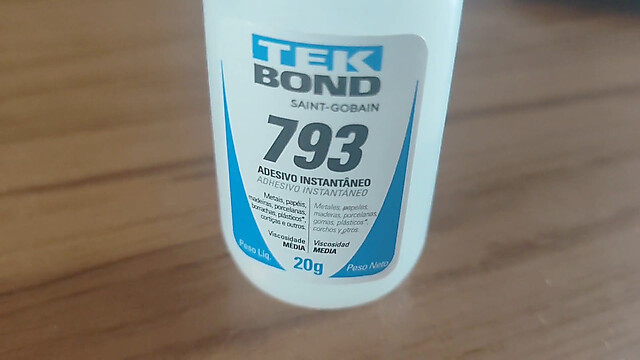 TEK
BOND
SAINT-GOBAIN
793
ADESIVO INSTANTÂNEO
ADHESIVO INSTANTÁNEO
Metais, papéis,
madeiras, porcelanas,
borrachas, plásticos*,
cortiças e outros.
Viscosidade
MÉDIA
Metales, papeles,
maderas, porcelanas,
gomas, plásticos*,
corchos y otros.
Viscosidad
MEDIA
Peso Líq.
20g
Peso Neto